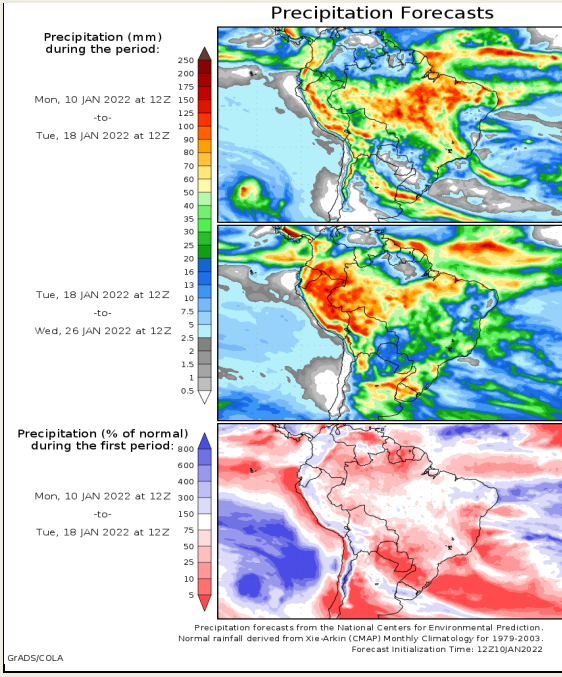 Precipitation Forecasts
Precipitation (mm)
during the period:
250
200
175
150
125
100
90
80
70
60
50
40
35
30
25
20
16
13
10
7.5
5
2.5
2
1.5
1
0.5
Mon, 10 JAN 2022 at 12Z
-to-
Tue, 18 JAN 2022 at 12Z
Tue, 18 JAN 2022 at 12Z
-to-
Wed, 26 JAN 2022 at 12Z
Precipitation (% of normal)
during the first period:
800
600
400
300
150
75
50
25
10
5
Mon, 10 JAN 2022 at 12Z
-to-
Tue, 18 JAN 2022 at 12Z
Precipitation forecasts from the National Centers for Environmental Prediction.
Normal rainfall derived from Xie-Arkin (CMAP) Monthly Climatology for 1979-2003.
Forecast Initialization Time: 12Z10JAN2022
GrADS/COLA